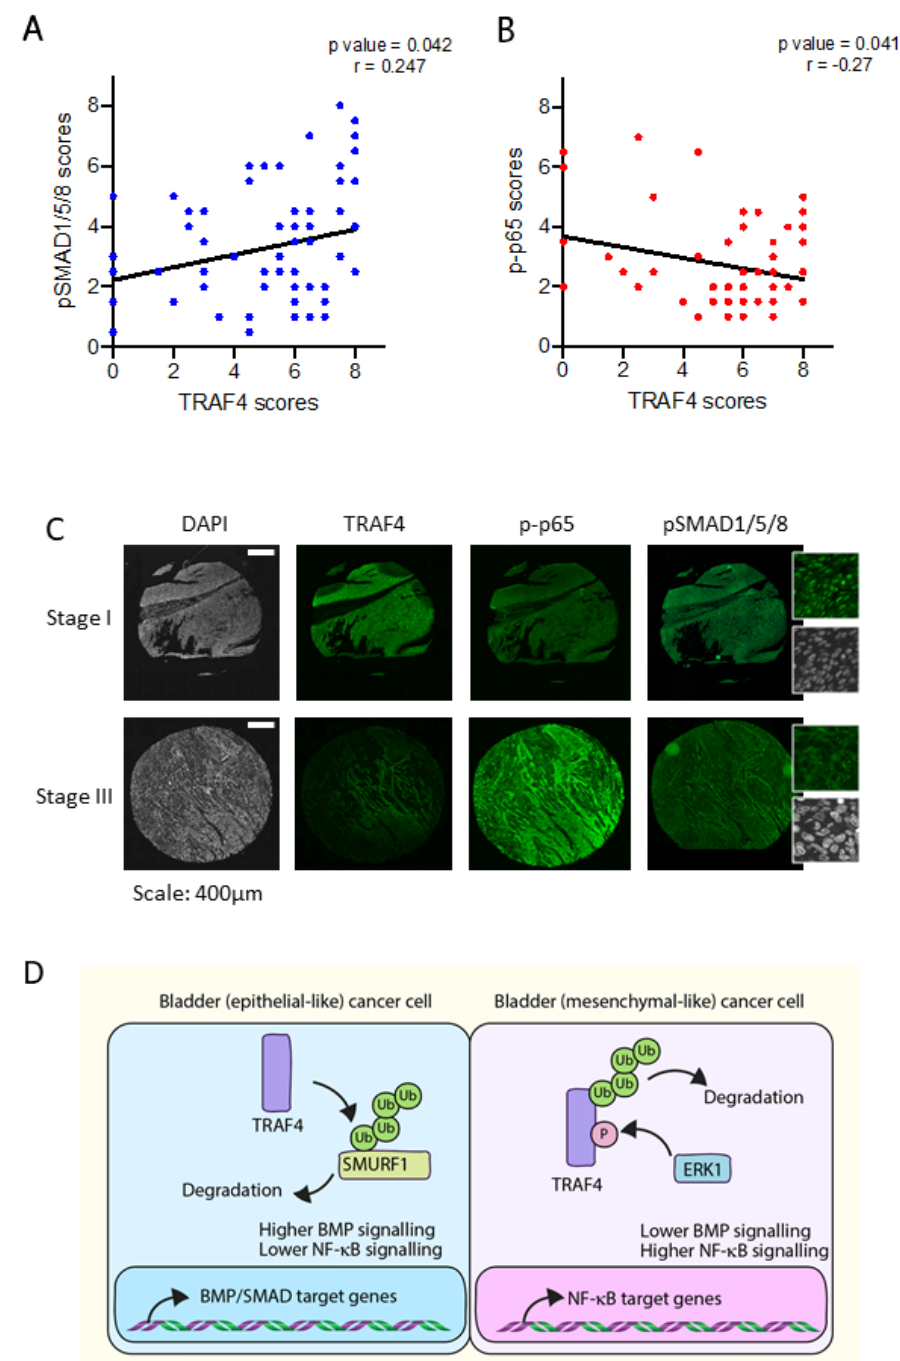 A
p value = 0.042
r = 0.247
pSMAD1/5/8 scores
8
6
4
2
0
0 2 4 6 8
TRAF4 scores
B
p value = 0.041
r = -0.27
p-p65 scores
8
6
4
2
0
0 2 4 6 8
TRAF4 scores
C
DAPI TRAF4 p-p65 pSMAD1/5/8
Stage I
Stage III
Scale: 400µm
D
Bladder (epithelial-like) cancer cell
TRAF4
Ub Ub
Ub Ub
SMURF1
Degradation
Higher BMP signalling
Lower NF-κB signalling
BMP/SMAD target genes
Bladder (mesenchymal-like) cancer cell
Ub Ub
Ub Ub
Degradation
P
ERK1
TRAF4
Lower BMP signalling
Higher NF-κB signalling
NF-κB target genes